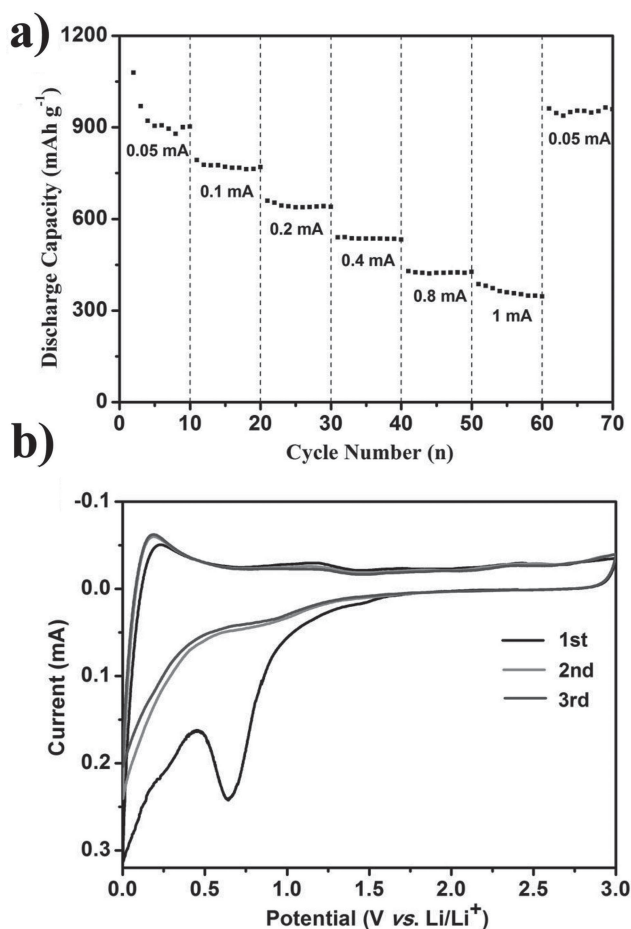 a)
1200
900
600
300
0
Discharge Capacity (mAh g⁻¹)
0.05 mA
0.1 mA
0.2 mA
0.4 mA
0.8 mA
1 mA
0.05 mA
0 10 20 30 40 50 60 70
Cycle Number (n)
b)
-0.1
0.0
0.1
0.2
0.3
Current (mA)
1st
2nd
3rd
0.0 0.5 1.0 1.5 2.0 2.5 3.0
Potential (V vs. Li/Li⁺)